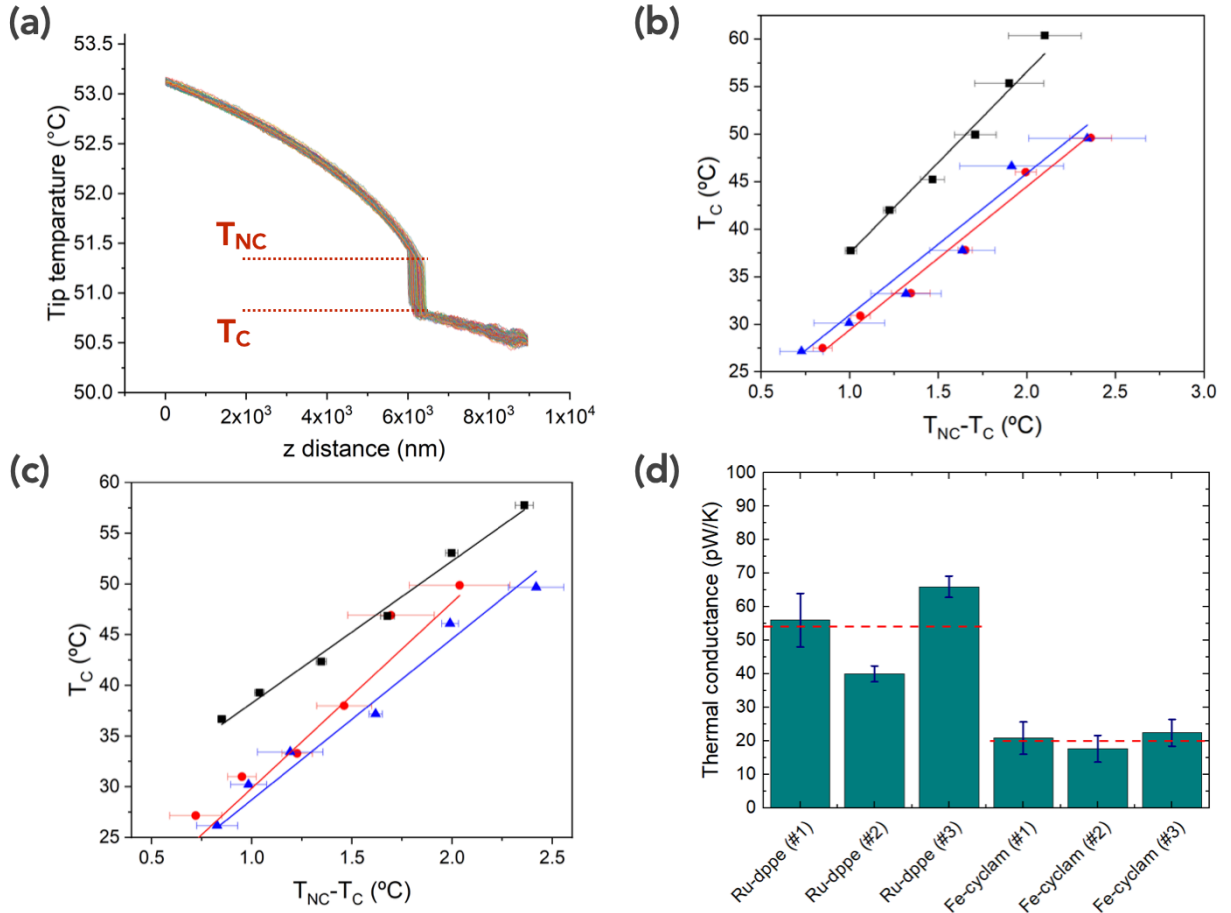 (a)
53.5
53.0
52.5
52.0
51.5
51.0
50.5
50.0
Tip temparature (°C)
T_NC
T_C
0 2x10³ 4x10³ 6x10³ 8x10³ 1x10⁴
z distance (nm)
(b)
60
55
50
45
40
35
30
25
T_C (ºC)
0.5 1.0 1.5 2.0 2.5 3.0
T_NC-T_C (ºC)
(c)
60
55
50
45
40
35
30
25
T_C (ºC)
0.5 1.0 1.5 2.0 2.5
T_NC-T_C (ºC)
(d)
100
90
80
70
60
50
40
30
20
10
0
Thermal conductance (pW/K)
Ru-dppe (#1)
Ru-dppe (#2)
Ru-dppe (#3)
Fe-cyclam (#1)
Fe-cyclam (#2)
Fe-cyclam (#3)